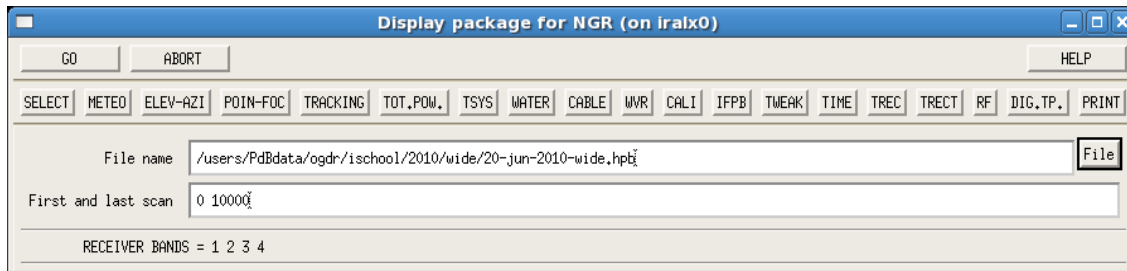 Display package for NGR (on iralx0)
GO ABORT HELP
SELECT METEO ELEV-AZI POIN-FOC TRACKING TOT.POW. TSYS WATER CABLE WVR CALI IFPB TWEAK TIME TREC TRECT RF DIG.TP. PRINT
File name /users/PdBdata/ogdr/ischool/2010/wide/20-jun-2010-wide.hpb File
First and last scan 0 10000
RECEIVER BANDS = 1 2 3 4